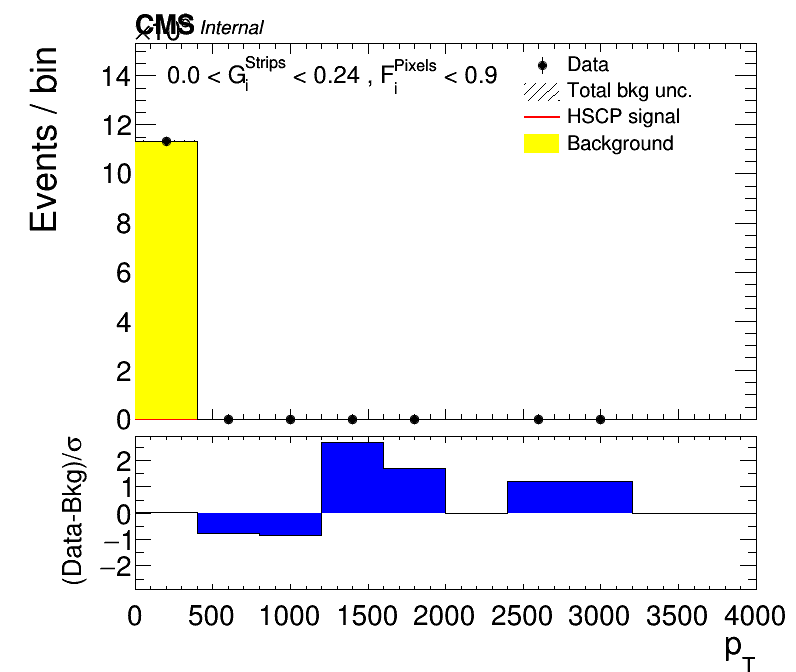 CMS Internal
0.0 < G_i^Strips < 0.24 , F_i^Pixels < 0.9
Data
Total bkg unc.
HSCP signal
Background
Events / bin
14
12
10
8
6
4
2
0
(Data-Bkg)/σ
2
1
0
−1
−2
0 500 1000 1500 2000 2500 3000 3500 4000
p_T